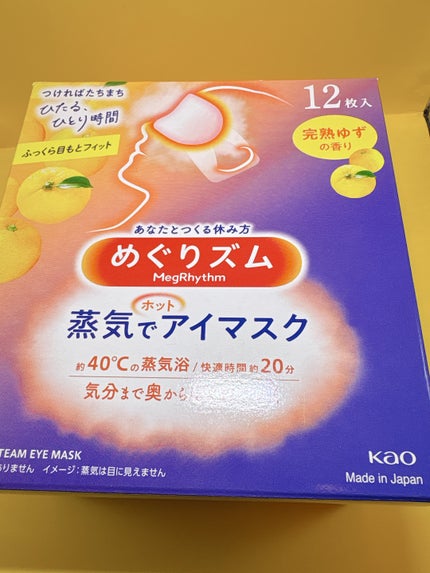 つければたちまち
ひたる、
ひとり時間
ふっくら目もとフィット
12枚入
完熟ゆず
の香り
あなたとつくる休み方
めぐりズム
MegRhythm
ホット
蒸気でアイマスク
約40℃の蒸気浴/快適時間約20分
気分まで奥から
TEAM EYE MASK
ありません イメージ:蒸気は目に見えません
Kao
Made in Japan